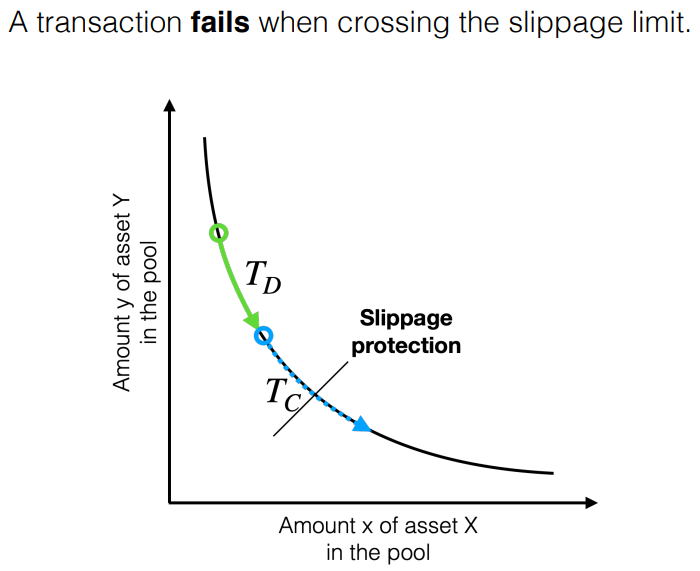 A transaction fails when crossing the slippage limit.
Amount y of asset Y
in the pool
T_D
Slippage
protection
T_C
Amount x of asset X
in the pool